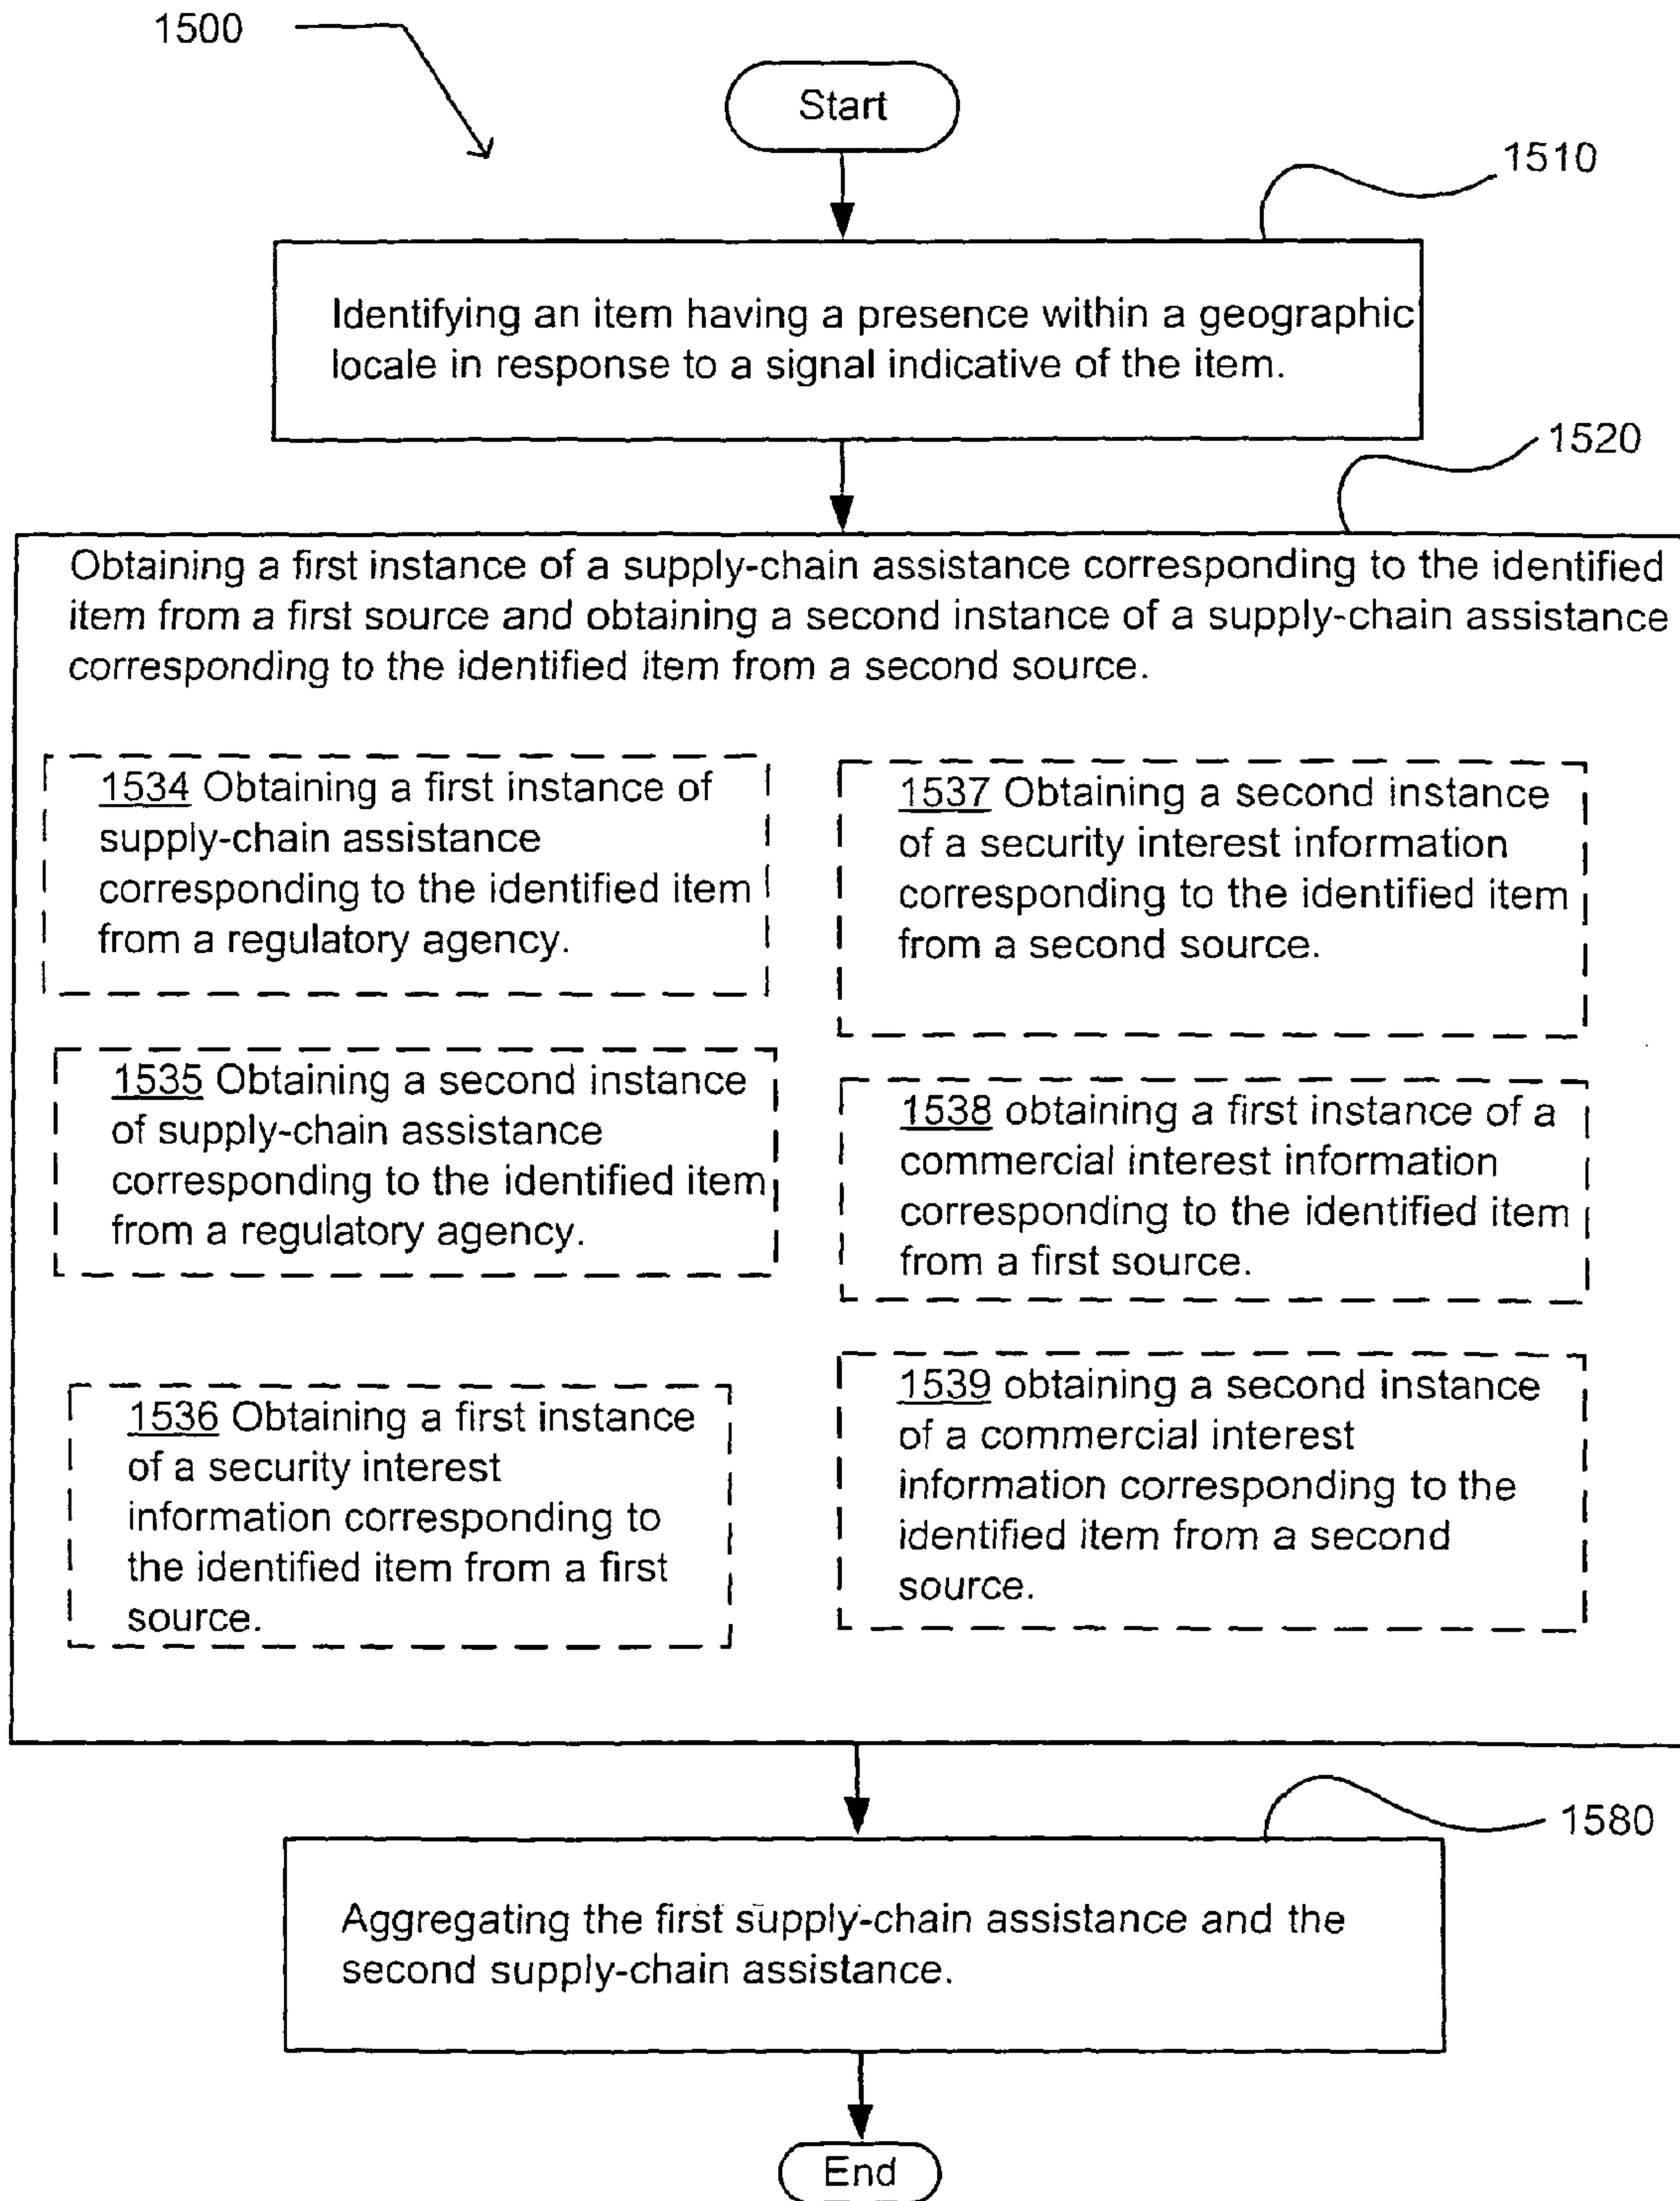 1500
Start
1510
Identifying an item having a presence within a geographic
locale in response to a signal indicative of the item.
1520
Obtaining a first instance of a supply-chain assistance corresponding to the identified
item from a first source and obtaining a second instance of a supply-chain assistance
corresponding to the identified item from a second source.
1534 Obtaining a first instance of
supply-chain assistance
corresponding to the identified item
from a regulatory agency.
1535 Obtaining a second instance
of supply-chain assistance
corresponding to the identified item
from a regulatory agency.
1536 Obtaining a first instance
of a security interest
information corresponding to
the identified item from a first
source.
1537 Obtaining a second instance
of a security interest information
corresponding to the identified item
from a second source.
1538 obtaining a first instance of a
commercial interest information
corresponding to the identified item
from a first source.
1539 obtaining a second instance
of a commercial interest
information corresponding to the
identified item from a second
source.
1580
Aggregating the first supply-chain assistance and the
second supply-chain assistance.
End